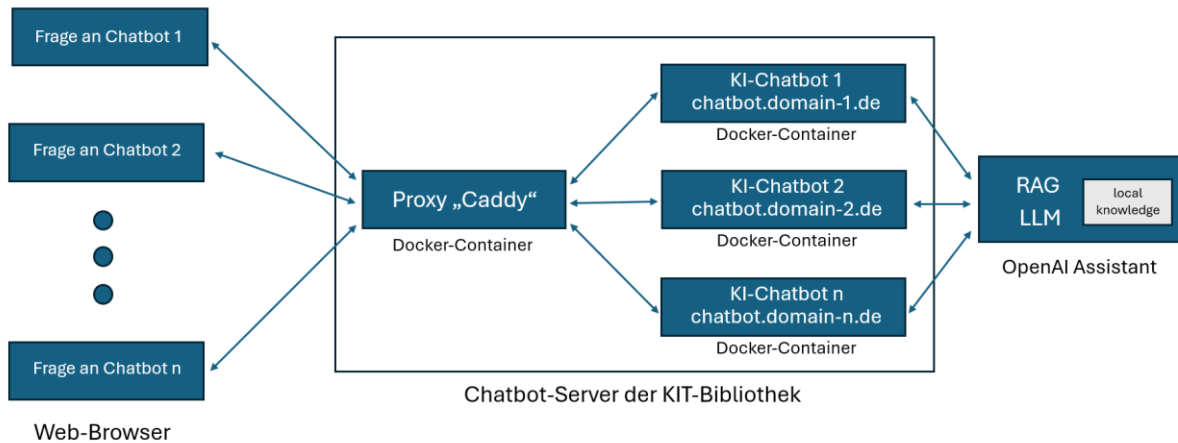 Frage an Chatbot 1
Frage an Chatbot 2
Frage an Chatbot n
Web-Browser
Proxy „Caddy“
Docker-Container
KI-Chatbot 1
chatbot.domain-1.de
Docker-Container
KI-Chatbot 2
chatbot.domain-2.de
Docker-Container
KI-Chatbot n
chatbot.domain-n.de
Docker-Container
Chatbot-Server der KIT-Bibliothek
RAG
LLM
local
knowledge
OpenAI Assistant